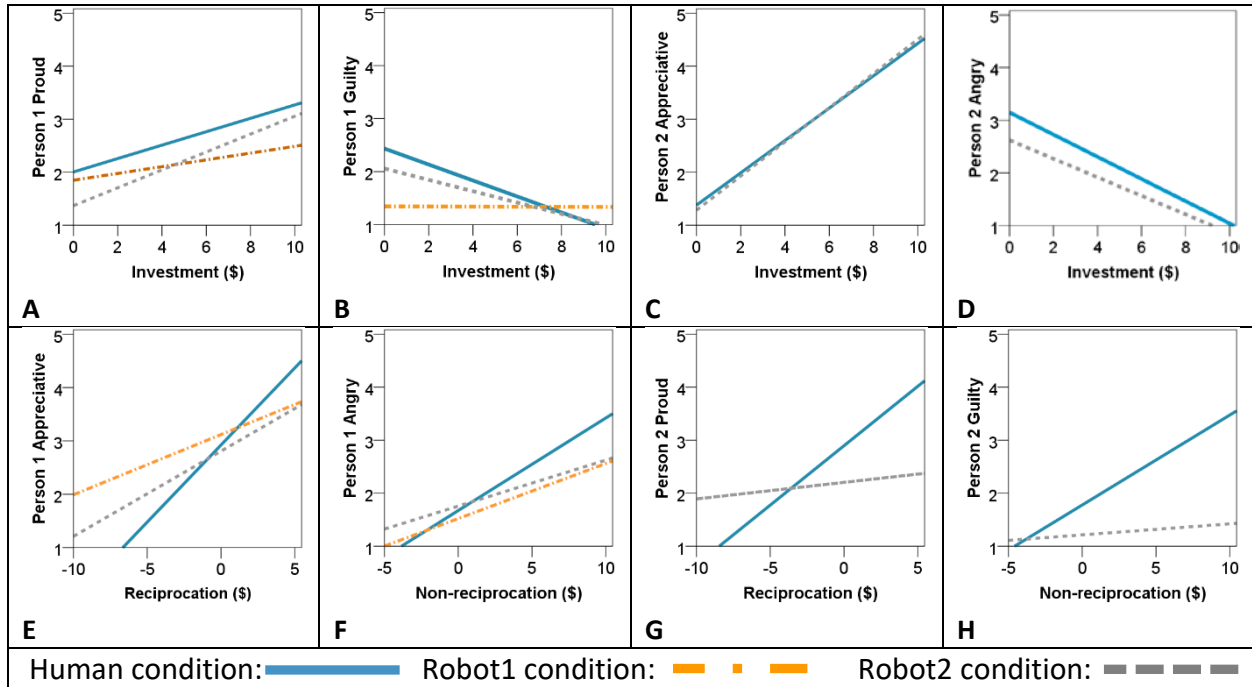 5
4
3
2
1
Person 1 Proud
0 2 4 6 8 10
Investment ($)
A
5
4
3
2
1
Person 1 Guilty
0 2 4 6 8 10
Investment ($)
B
5
4
3
2
1
Person 2 Appreciative
0 2 4 6 8 10
Investment ($)
C
5
4
3
2
1
Person 2 Angry
0 2 4 6 8 10
Investment ($)
D
5
4
3
2
1
Person 1 Appreciative
-10 -5 0 5
Reciprocation ($)
E
5
4
3
2
1
Person 1 Angry
-5 0 5 10
Non-reciprocation ($)
F
5
4
3
2
1
Person 2 Proud
-10 -5 0 5
Reciprocation ($)
G
5
4
3
2
1
Person 2 Guilty
-5 0 5 10
Non-reciprocation ($)
H
Human condition: Robot1 condition: Robot2 condition: